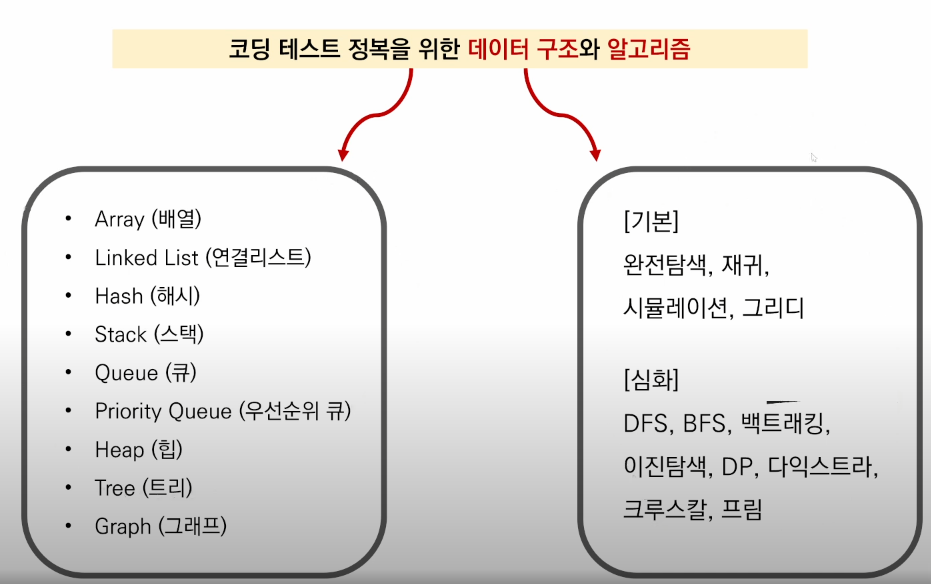 코딩 테스트 정복을 위한 데이터 구조와 알고리즘
• Array (배열)
• Linked List (연결리스트)
• Hash (해시)
• Stack (스택)
• Queue (큐)
• Priority Queue (우선순위 큐)
• Heap (힙)
• Tree (트리)
• Graph (그래프)
[기본]
완전탐색, 재귀,
시뮬레이션, 그리디
[심화]
DFS, BFS, 백트래킹,
이진탐색, DP, 다익스트라,
크루스칼, 프림